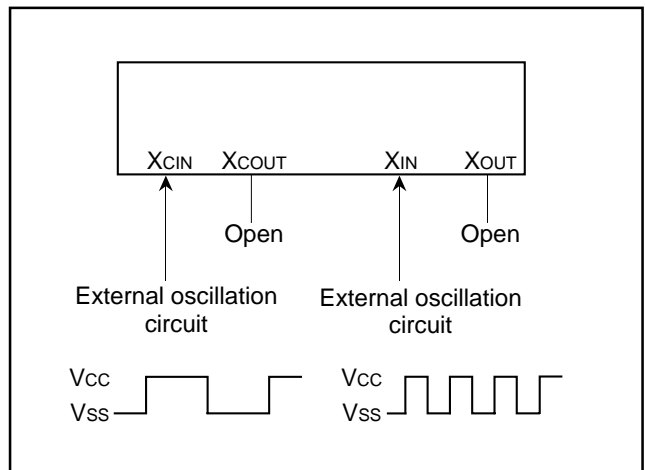 XCIN XCOUT XIN XOUT
Open Open
External oscillation circuit
External oscillation circuit
VCC
VSS
VCC
VSS